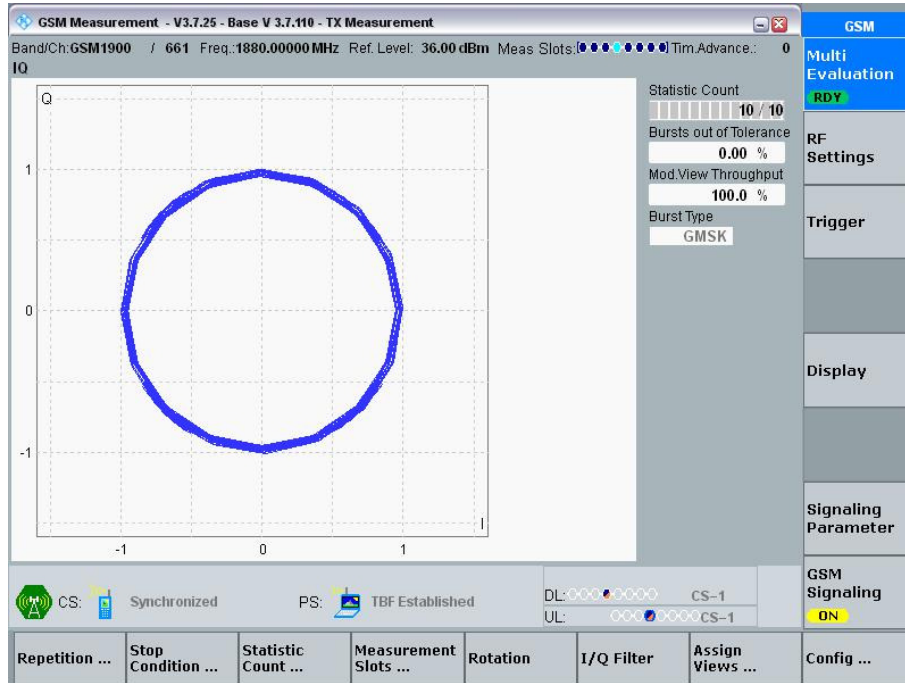 GSM Measurement - V3.7.25 - Base V 3.7.110 - TX Measurement
GSM
Band/Ch:GSM1900 / 661 Freq.:1880.00000 MHz Ref. Level: 36.00 dBm Meas Slots: Tim.Advance.: 0
IQ
Multi
Evaluation
RDY
Q
1
0
-1
-1 0 1
I
Statistic Count
10 / 10
Bursts out of Tolerance
0.00 %
Mod.View Throughput
100.0 %
Burst Type
GMSK
RF
Settings
Trigger
Display
Signaling
Parameter
GSM
Signaling
ON
CS: Synchronized PS: TBF Established DL: CS-1
UL: CS-1
Repetition ...
Stop
Condition ...
Statistic
Count ...
Measurement
Slots ...
Rotation
I/Q Filter
Assign
Views ...
Config ...